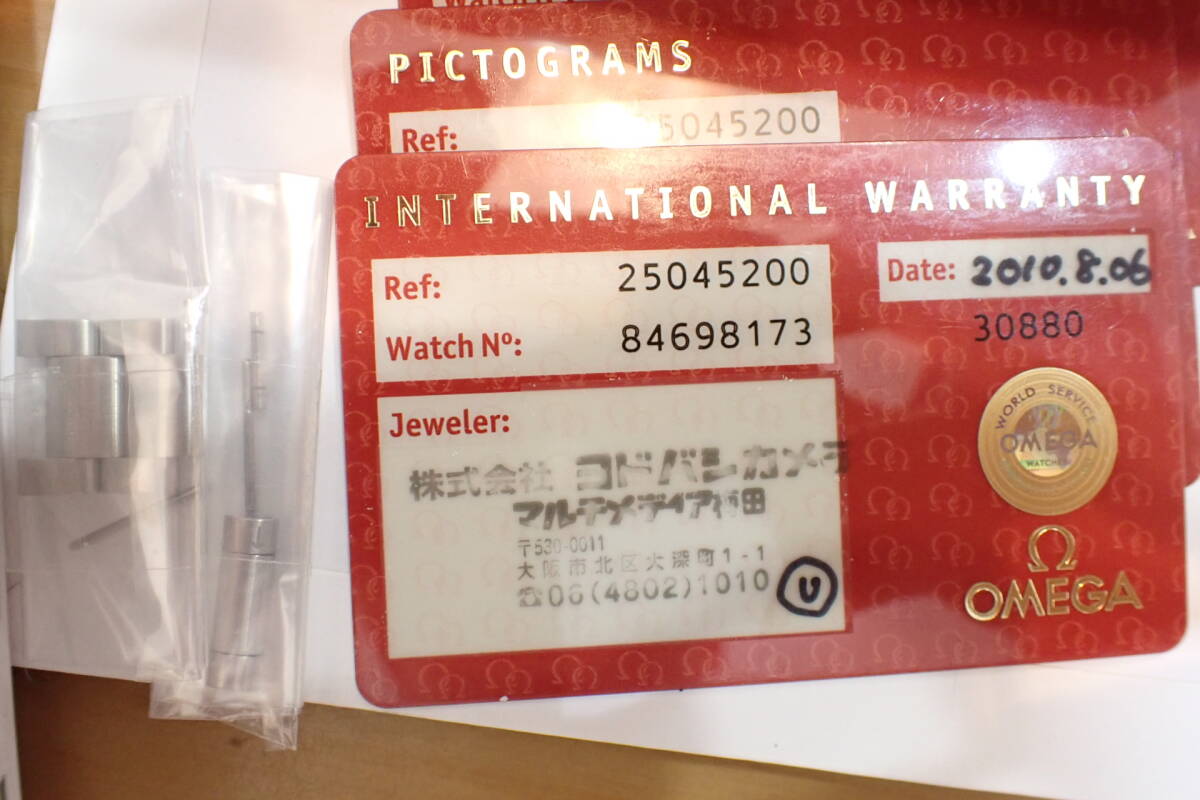 PICTOGRAMS
Ref: 25045200
INTERNATIONAL WARRANTY
Ref: 25045200
Date: 2010.8.06
Watch Nº: 84698173
30880
Jeweler:
株式会社 ヨドバシカメラ
マルチメディア梅田
〒530-0011
大阪市北区大深町1-1
☎06(4802)1010
U
WORLD SERVICE
OMEGA
WATCH
Ω
OMEGA